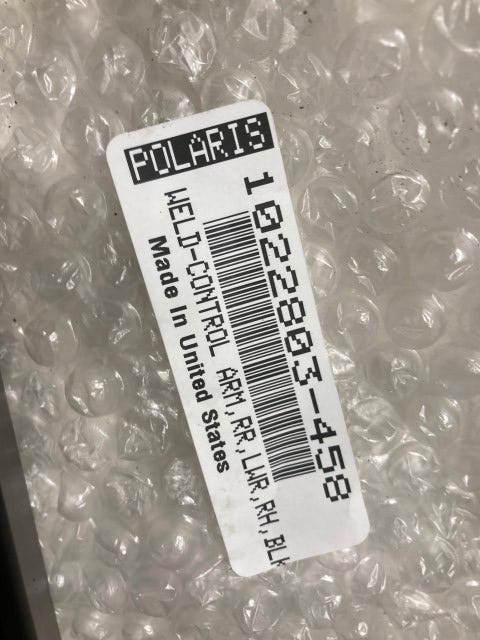 POLARIS
1022803-458
WELD-CONTROL ARM,RR,LWR,RH,BLK
Made In United States